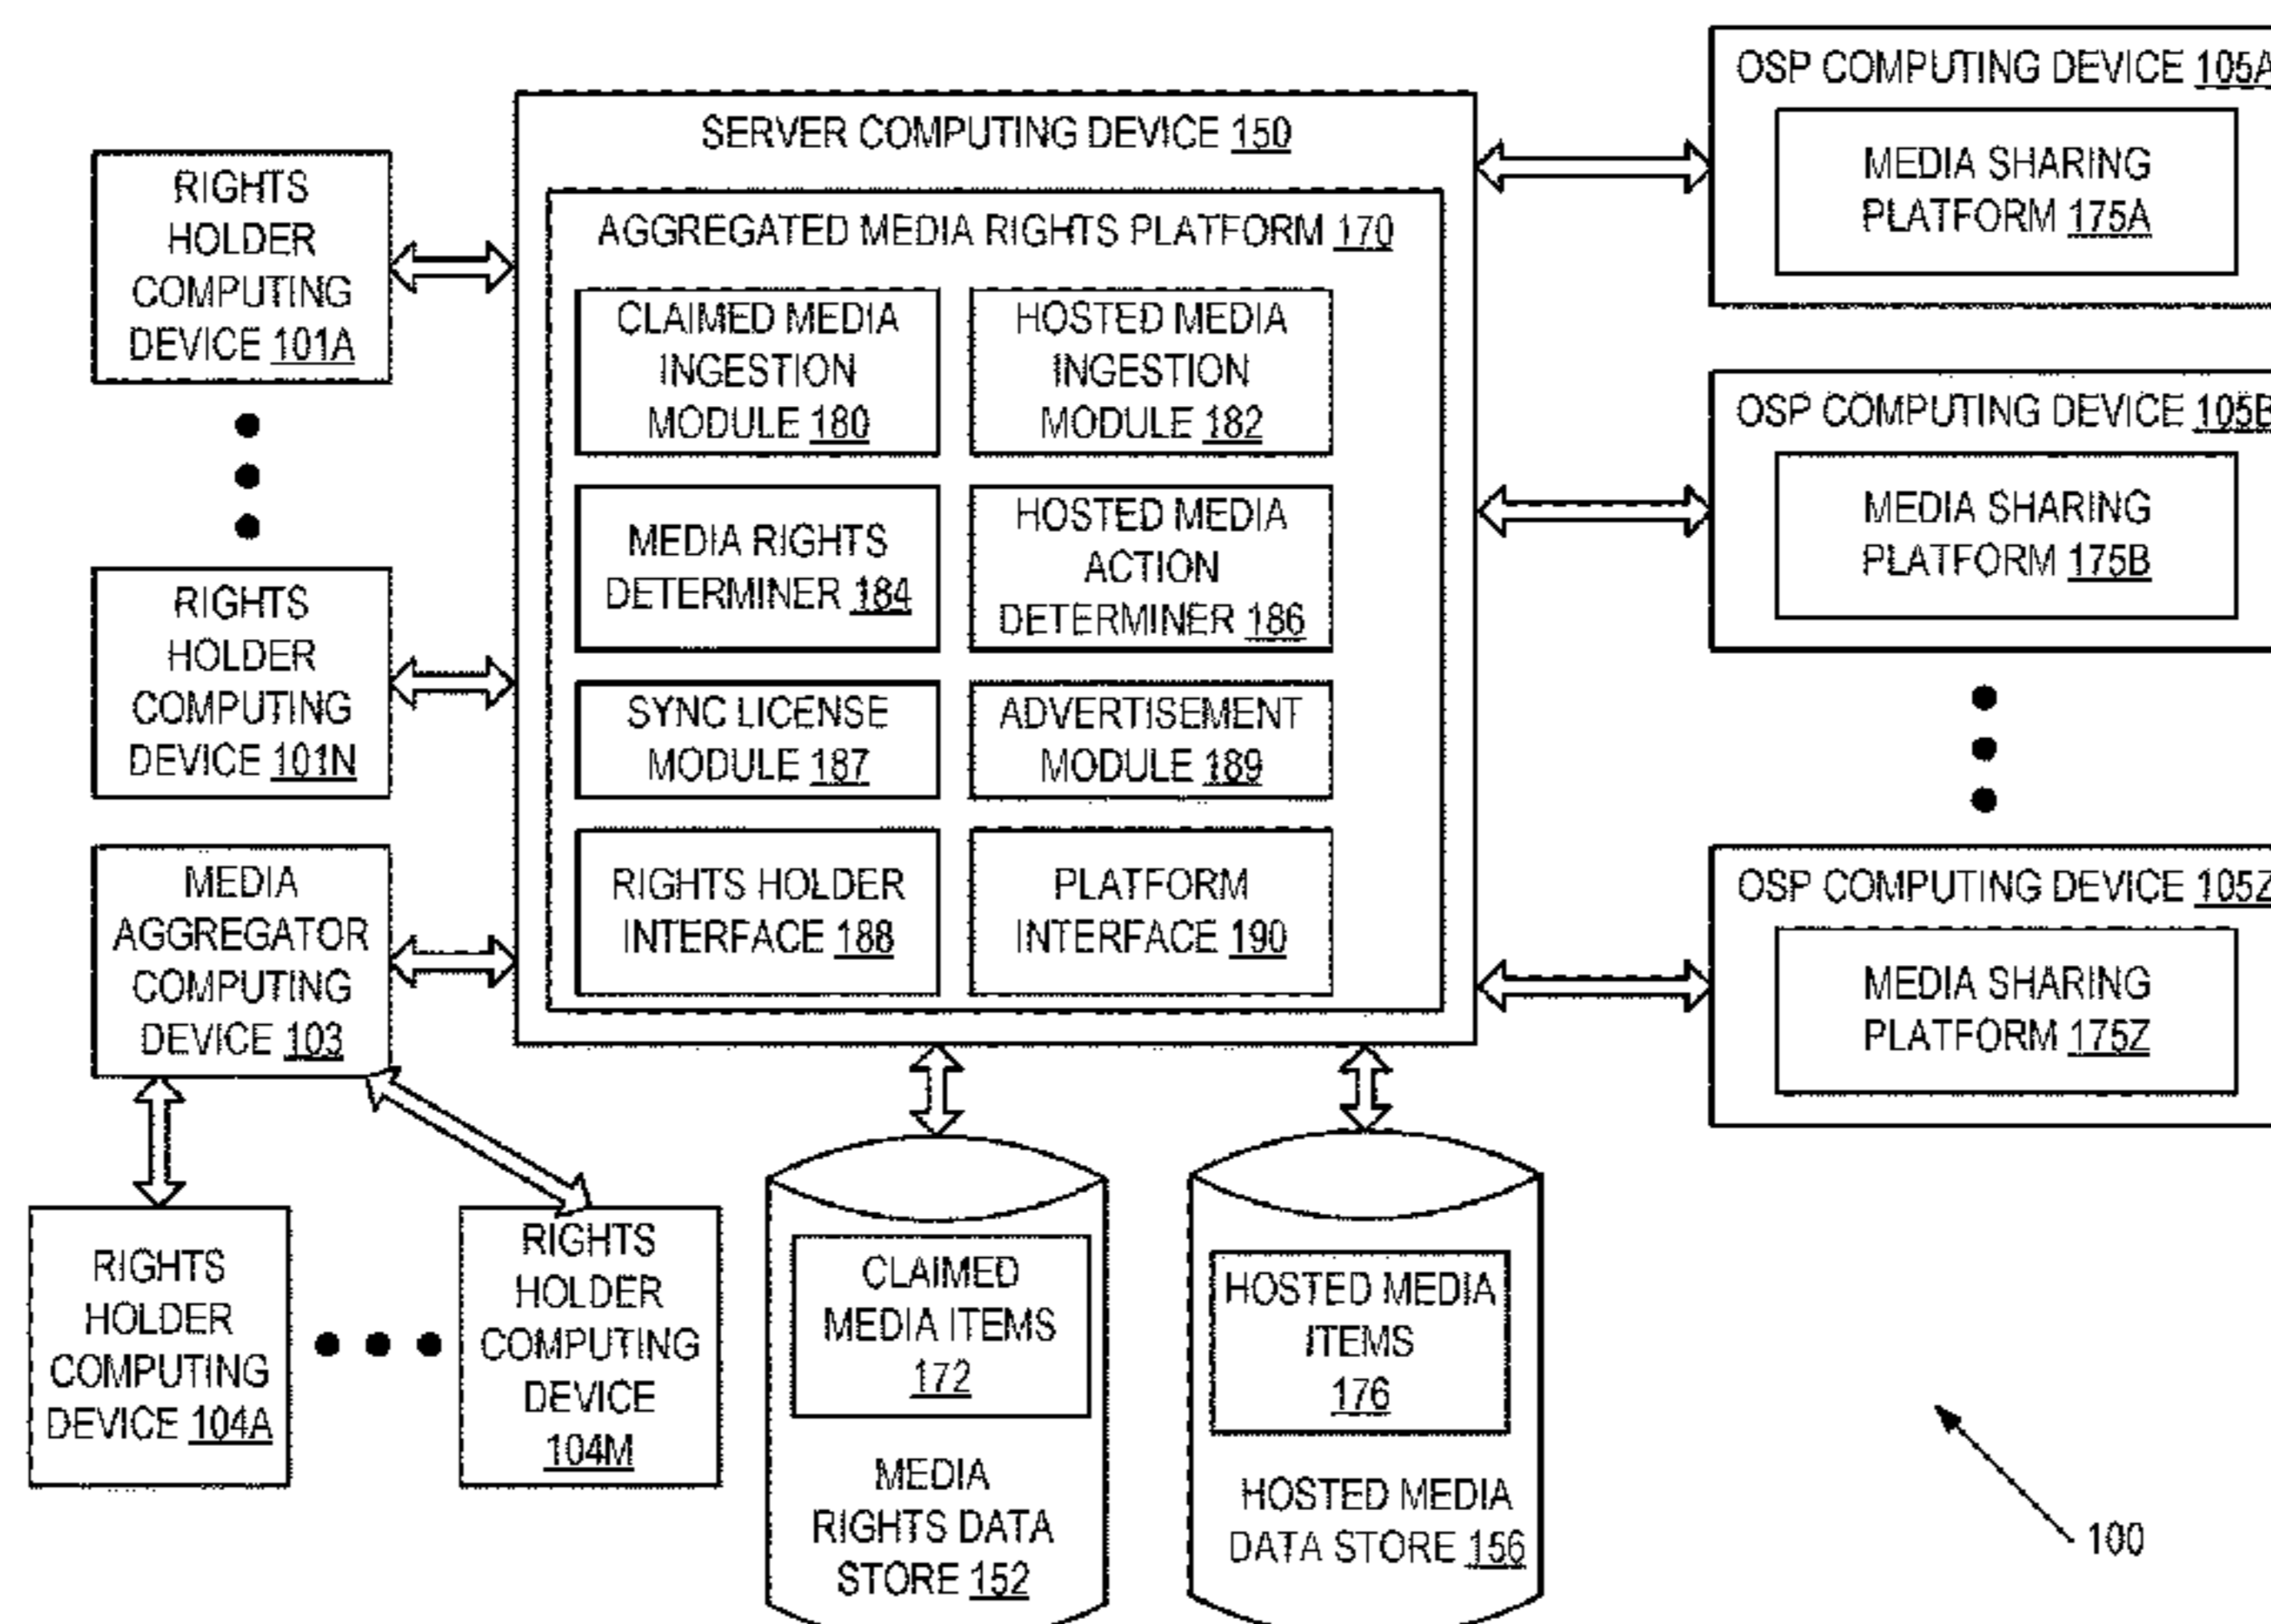 SERVER COMPUTING DEVICE 150
AGGREGATED MEDIA RIGHTS PLATFORM 170
CLAIMED MEDIA
INGESTION
MODULE 180
HOSTED MEDIA
INGESTION
MODULE 182
MEDIA RIGHTS
DETERMINER 184
HOSTED MEDIA
ACTION
DETERMINER 186
SYNC LICENSE
MODULE 187
ADVERTISEMENT
MODULE 189
RIGHTS HOLDER
INTERFACE 188
PLATFORM
INTERFACE 190
RIGHTS
HOLDER
COMPUTING
DEVICE 101A
RIGHTS
HOLDER
COMPUTING
DEVICE 101N
MEDIA
AGGREGATOR
COMPUTING
DEVICE 103
RIGHTS
HOLDER
COMPUTING
DEVICE 104A
RIGHTS
HOLDER
COMPUTING
DEVICE
104M
CLAIMED
MEDIA ITEMS
172
MEDIA
RIGHTS DATA
STORE 152
HOSTED MEDIA
ITEMS
176
HOSTED MEDIA
DATA STORE 156
OSP COMPUTING DEVICE 105A
MEDIA SHARING
PLATFORM 175A
OSP COMPUTING DEVICE 105B
MEDIA SHARING
PLATFORM 175B
OSP COMPUTING DEVICE 105Z
MEDIA SHARING
PLATFORM 175Z
100